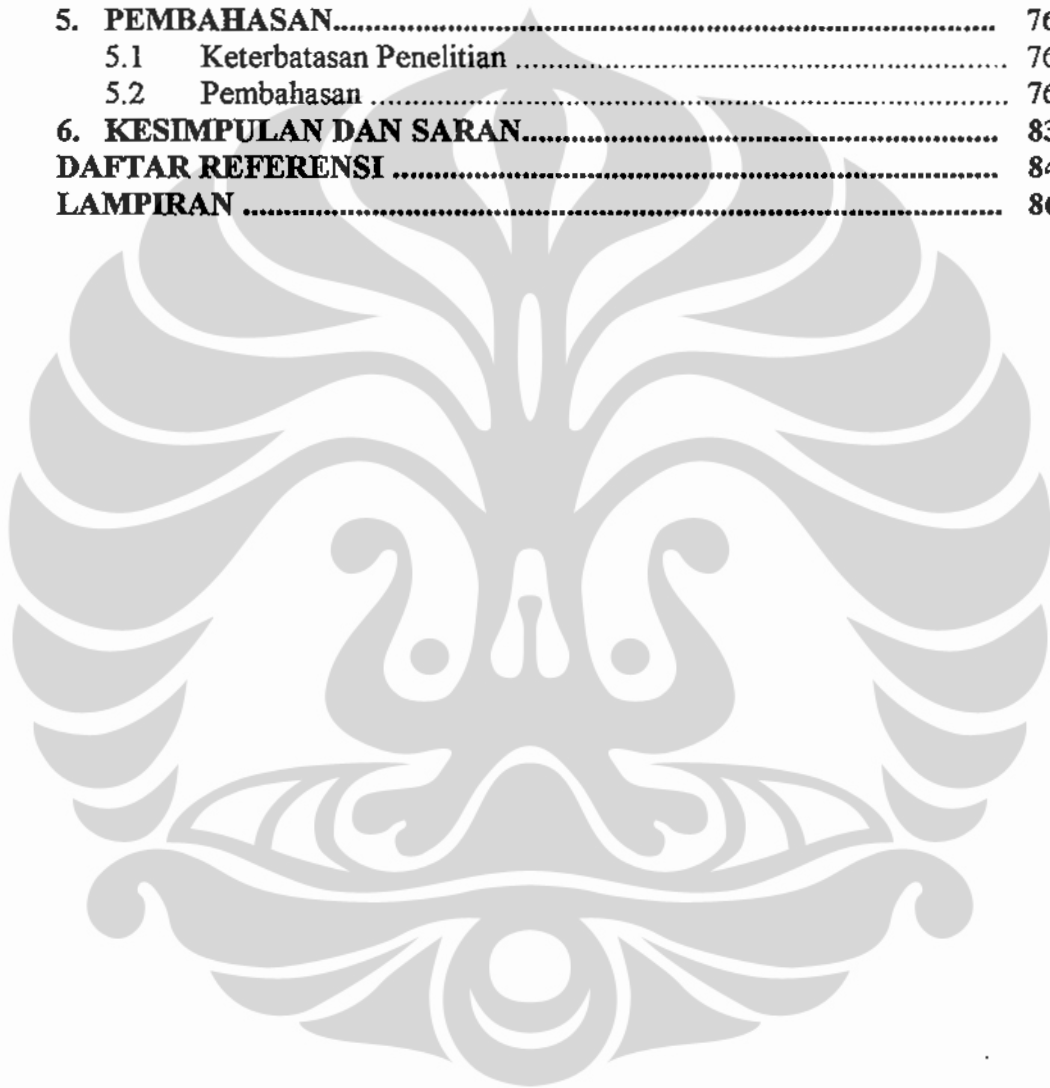 5. PEMBAHASAN............................................................................................ 76
5.1 Keterbatasan Penelitian ..................................................................... 76
5.2 Pembahasan ......................................................................................... 76
6. KESIMPULAN DAN SARAN................................................................. 83
DAFTAR REFERENSI .................................................................................... 84
LAMPIRAN ......................................................................................................... 86